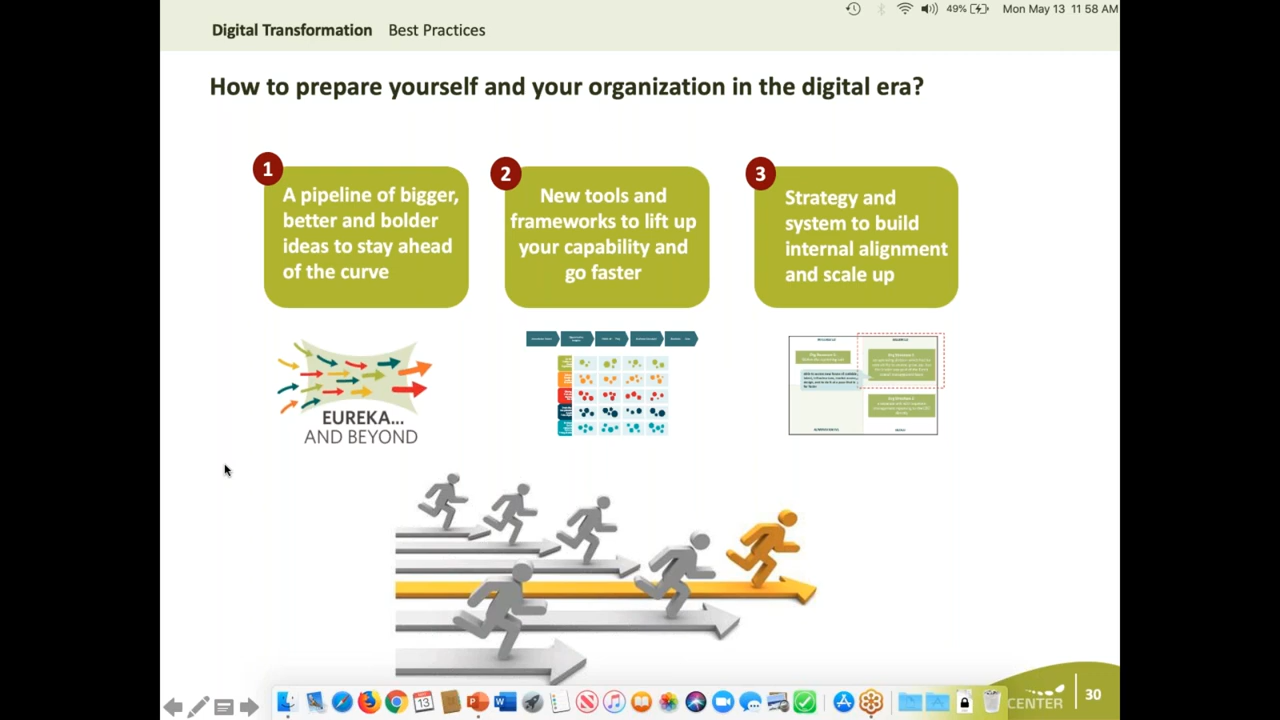 49%
Mon May 13 11:58 AM
Digital Transformation Best Practices
How to prepare yourself and your organization in the digital era?
1
A pipeline of bigger,
better and bolder
ideas to stay ahead
of the curve
2
New tools and
frameworks to lift up
your capability and
go faster
3
Strategy and
system to build
internal alignment
and scale up
EUREKA...
AND BEYOND
13
CENTER
30